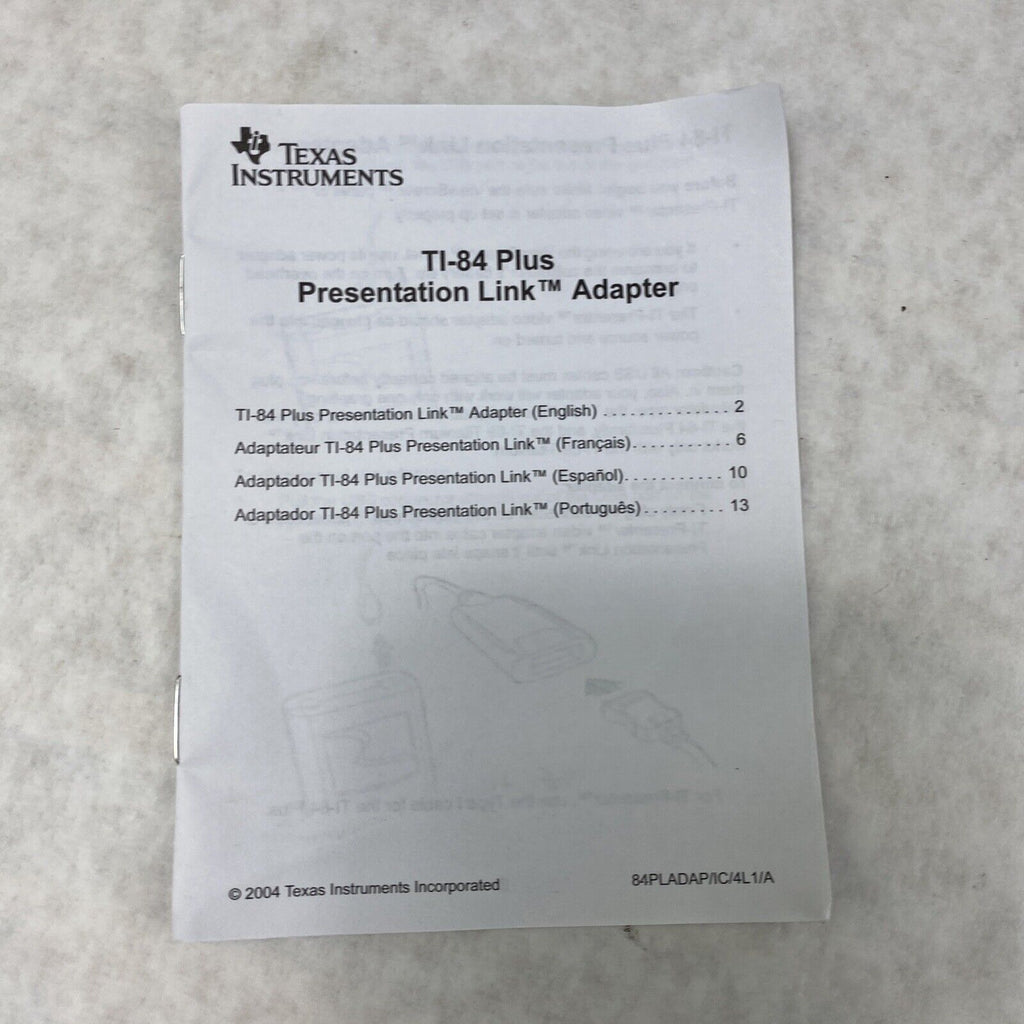 TEXAS
INSTRUMENTS
TI-84 Plus
Presentation Link™ Adapter
TI-84 Plus Presentation Link™ Adapter (English) . . . . . . . . . . . . . . 2
Adaptateur TI-84 Plus Presentation Link™ (Français). . . . . . . . . . . 6
Adaptador TI-84 Plus Presentation Link™ (Español). . . . . . . . . . . 10
Adaptador TI-84 Plus Presentation Link™ (Português) . . . . . . . . . 13
© 2004 Texas Instruments Incorporated
84PLADAP/IC/4L1/A